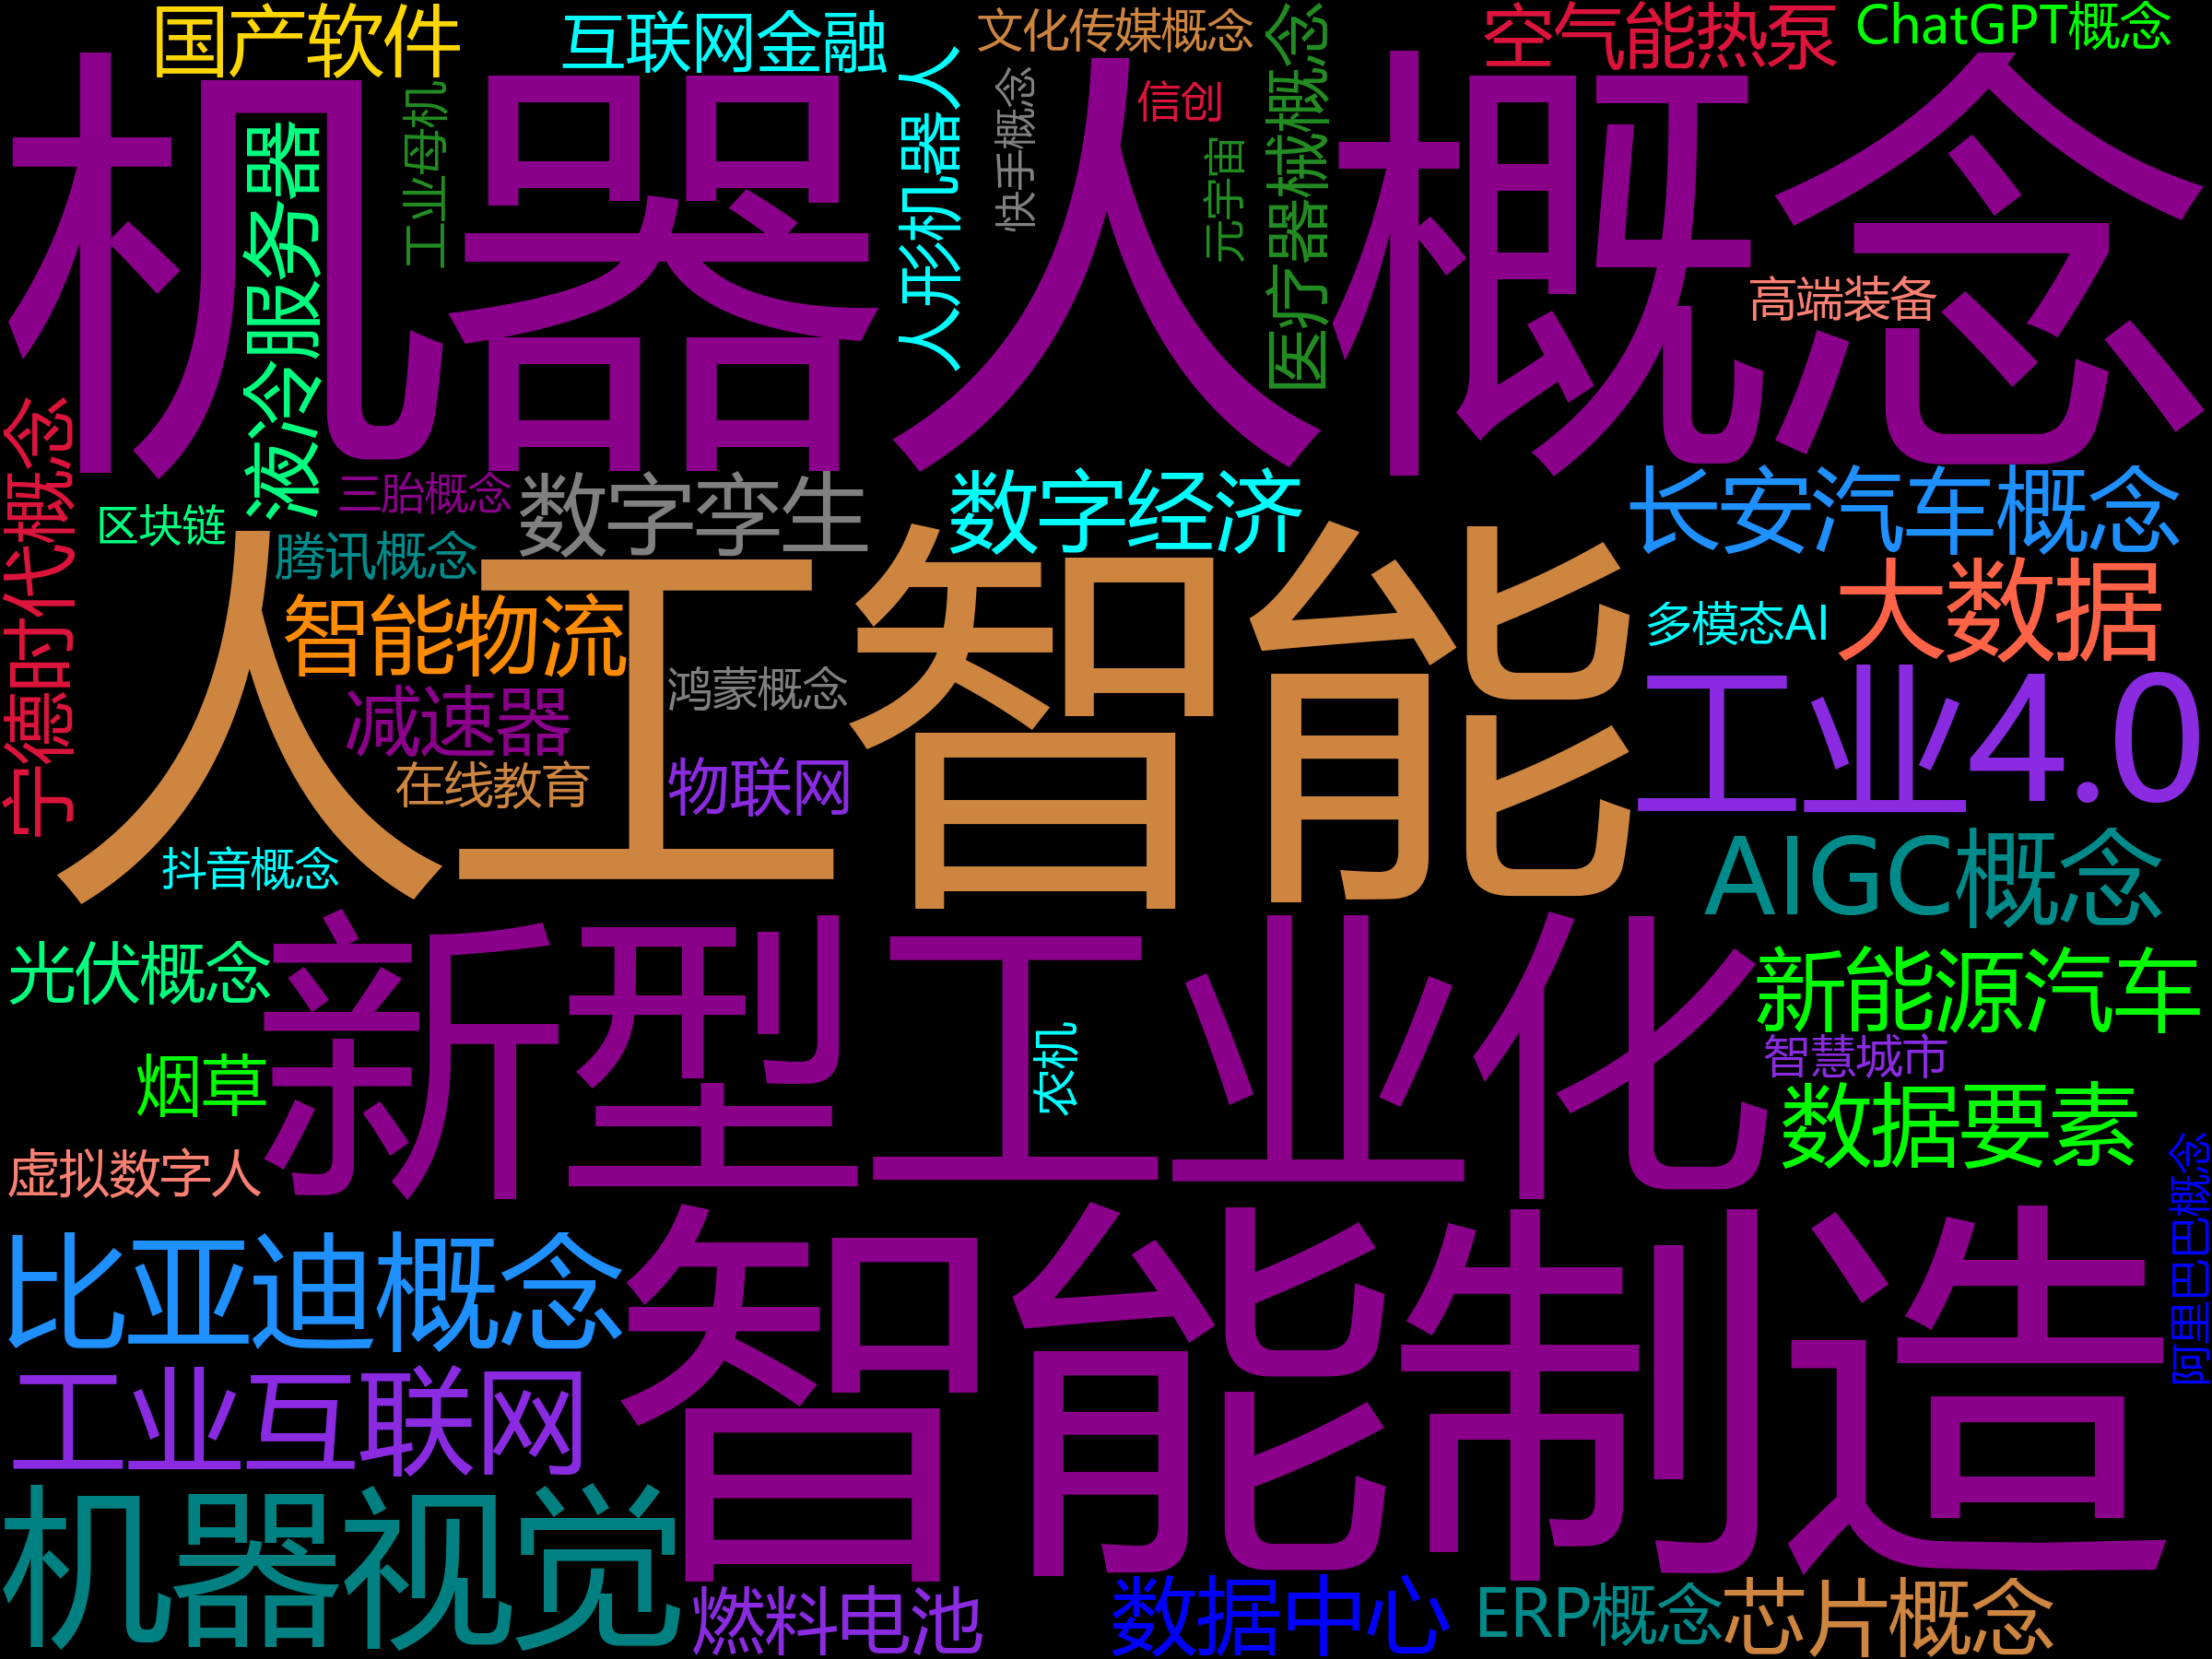 国产软件
互联网金融
文化传媒概念
空气能热泵
ChatGPT概念
机器人概念
工业母机
液冷服务器
人形机器人
快手概念
信创
元宇宙
医疗器械概念
高端装备
宁德时代概念
区块链
三胎概念
腾讯概念
数字孪生
数字经济
长安汽车概念
人工智能
智能物流
鸿蒙概念
多模态AI
大数据
减速器
在线教育
物联网
工业4.0
抖音概念
AIGC概念
光伏概念
新型工业化
农机
新能源汽车
智慧城市
烟草
数据要素
虚拟数字人
阿里巴巴概念
比亚迪概念
智能制造
工业互联网
机器视觉
燃料电池
数据中心
ERP概念
芯片概念